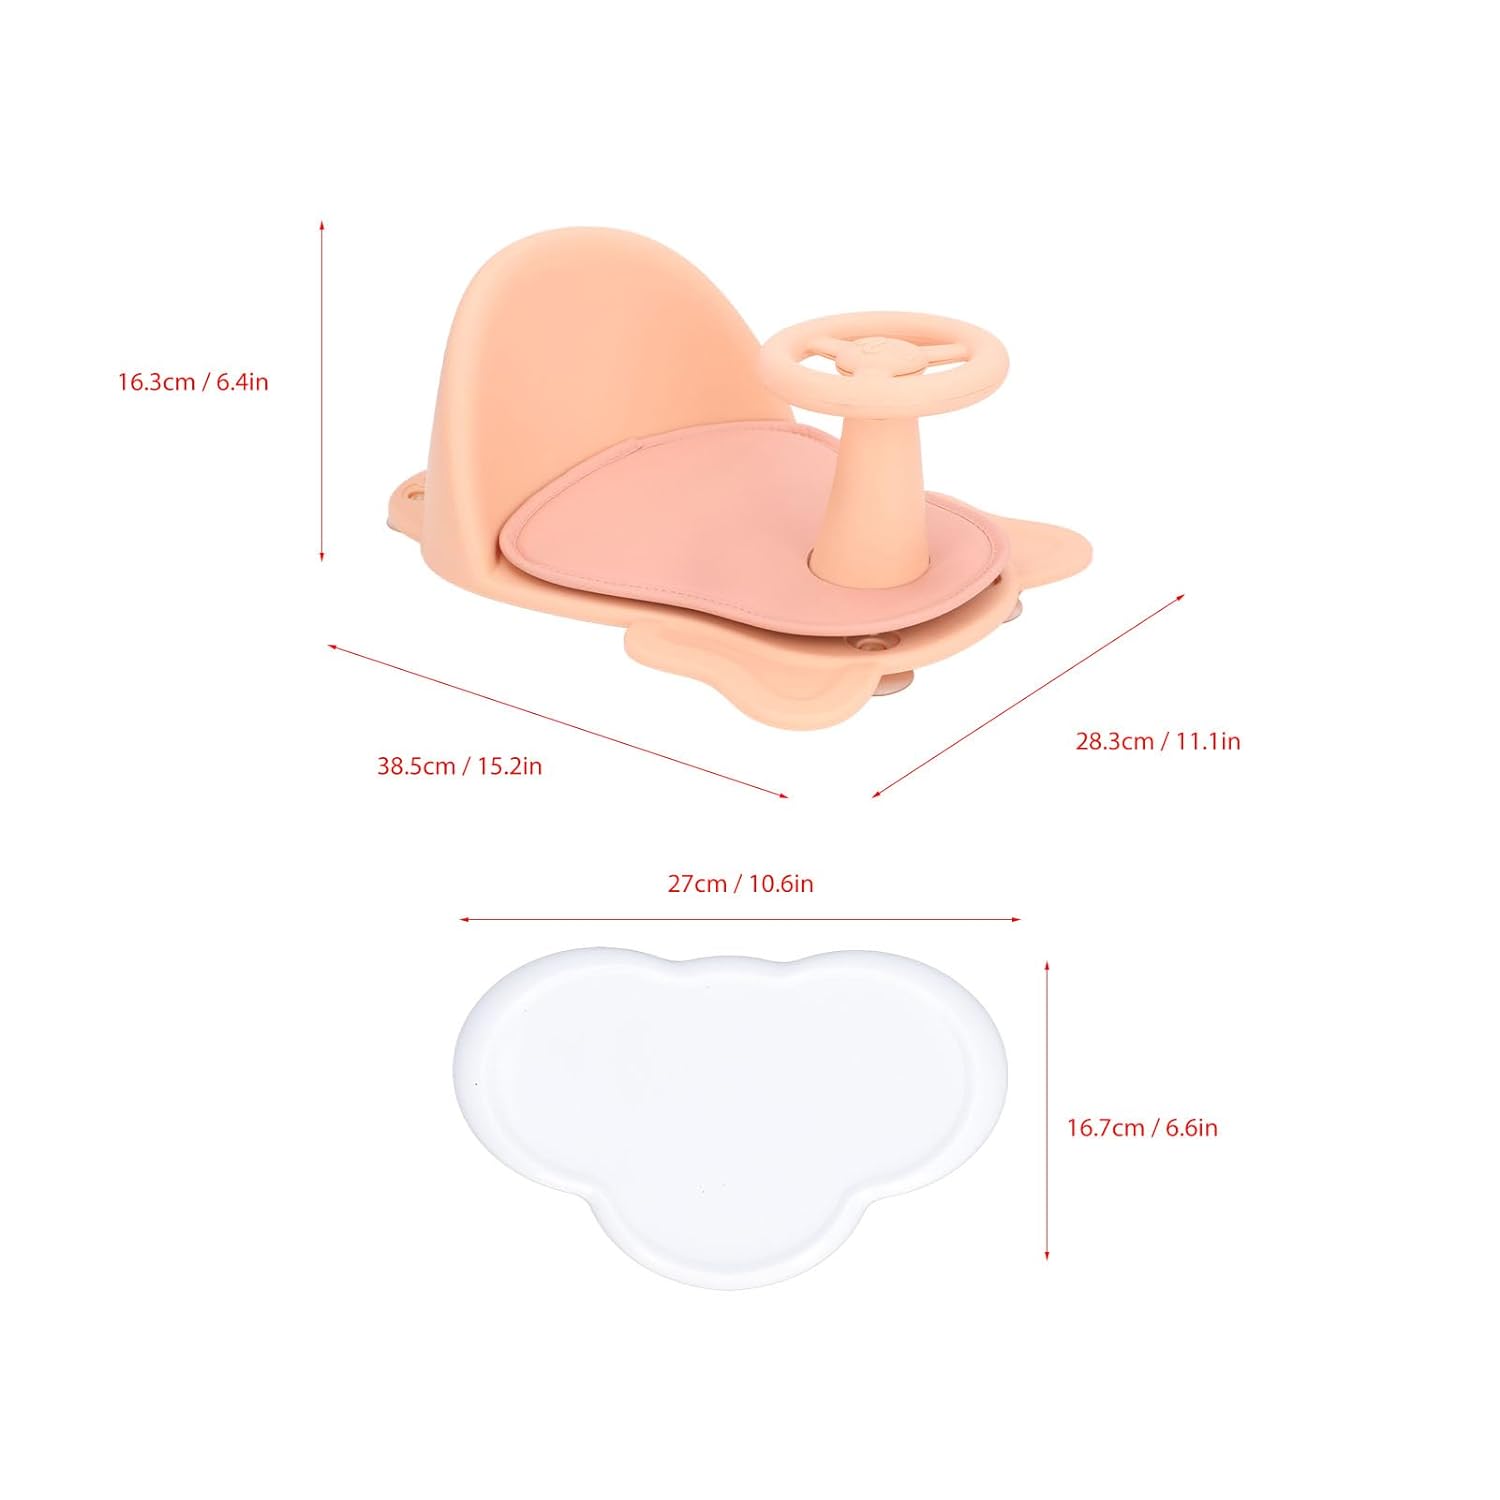 16.3cm / 6.4in
38.5cm / 15.2in
28.3cm / 11.1in
27cm / 10.6in
16.7cm / 6.6in